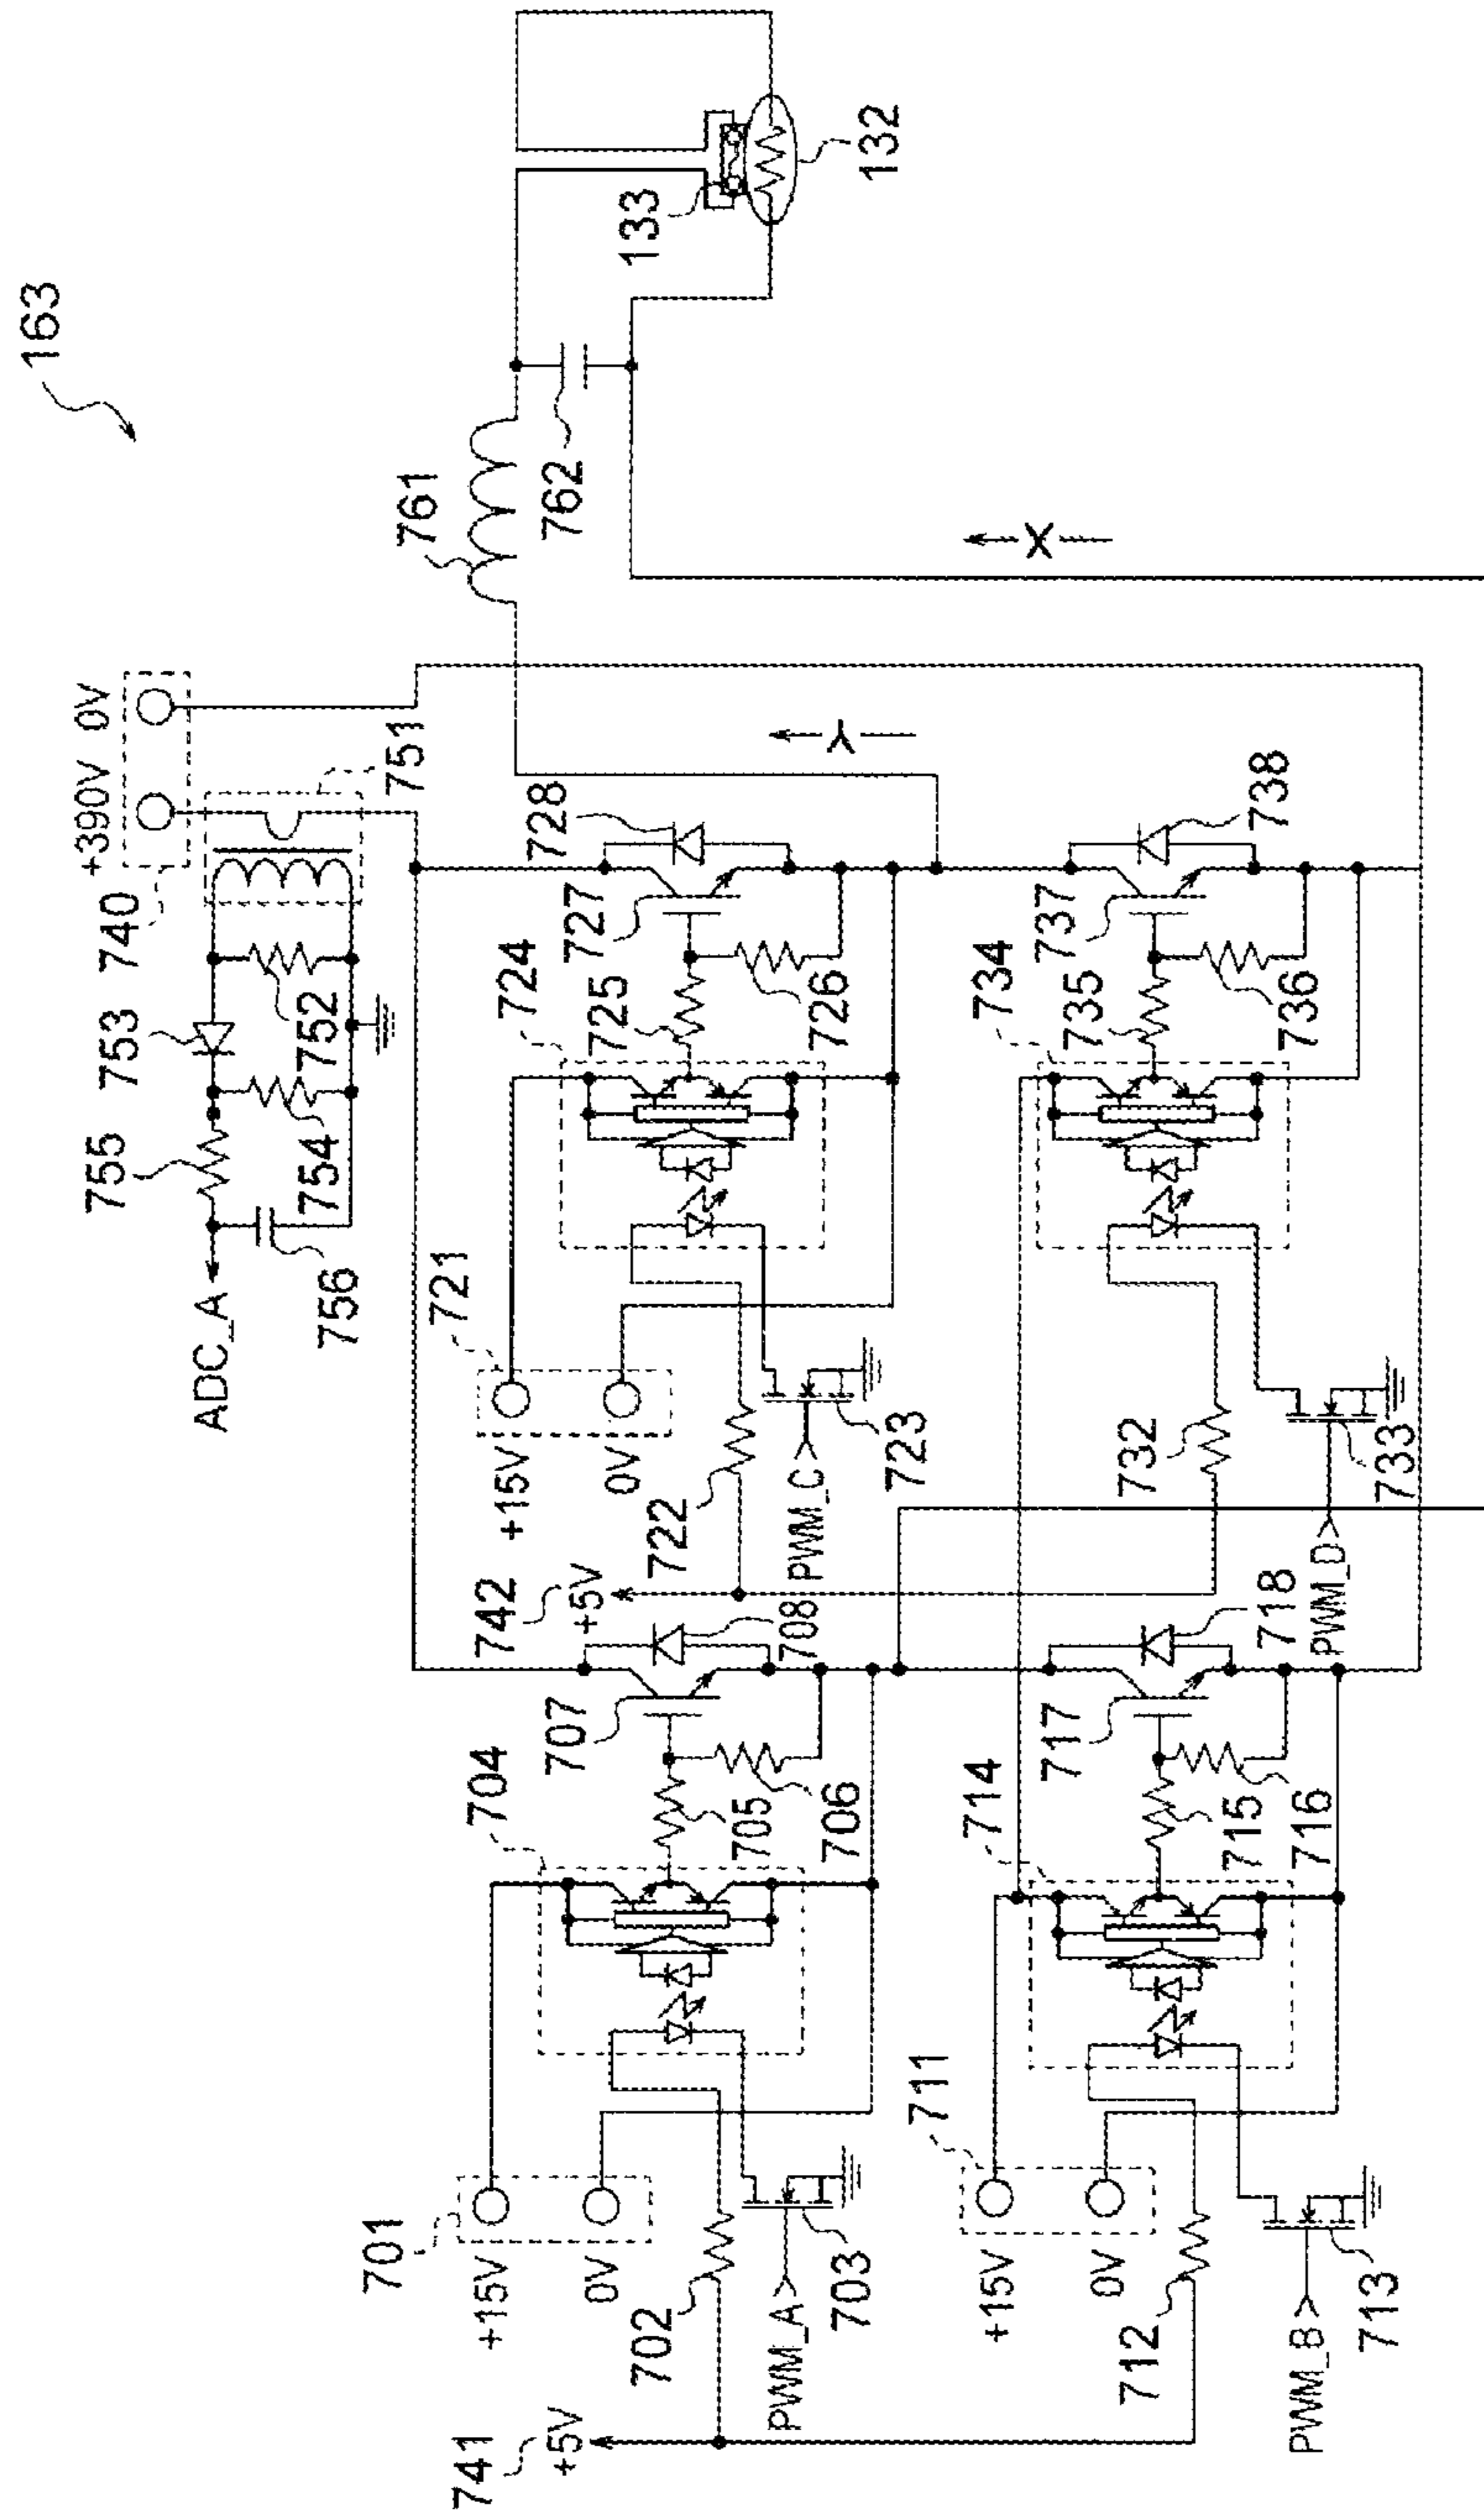 163
761
762
133
132
X
+390V 0V
740
751
755
753
752
754
756
ADC_A
Y
721
+15V
0V
724
725
726
727
728
722
PWM_C
723
742
+5V
734
735
736
737
738
732
PWM_D
733
701
+15V
0V
704
705
706
707
708
702
PWM_A
703
741
+5V
711
+15V
0V
714
715
716
717
718
712
PWM_B
713